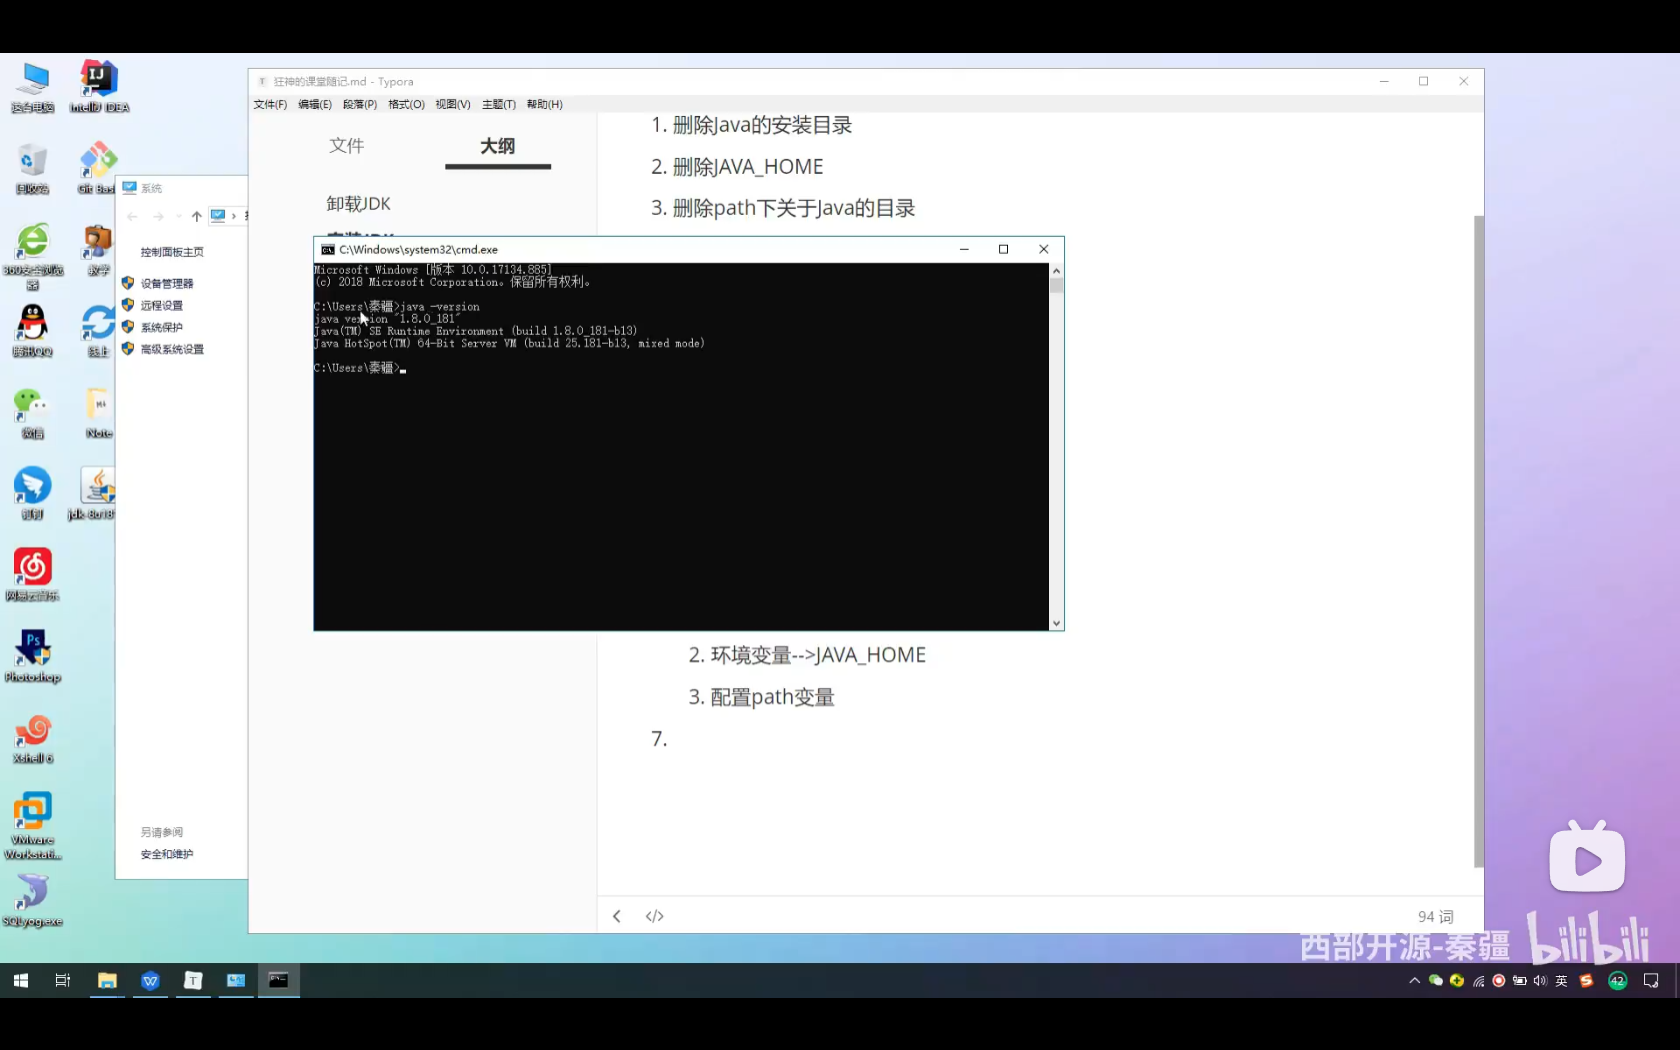 这台电脑
IntelliJ IDEA
回收站
Git Bas
360安全浏览器
教学
腾讯QQ
线上
微信
Note
钉钉
jdk-8u18
网易云音乐
Photoshop
Xshell 6
VMware Workstati...
SQLyog.exe
系统
控制面板主页
设备管理器
远程设置
系统保护
高级系统设置
另请参阅
安全和维护
狂神的课堂随记.md - Typora
文件(F) 编辑(E) 段落(P) 格式(O) 视图(V) 主题(T) 帮助(H)
文件 大纲
卸载JDK
1. 删除Java的安装目录
2. 删除JAVA_HOME
3. 删除path下关于Java的目录
C:\Windows\system32\cmd.exe
Microsoft Windows [版本 10.0.17134.885]
(c) 2018 Microsoft Corporation。保留所有权利。
C:\Users\秦疆>java -version
java version "1.8.0_181"
Java(TM) SE Runtime Environment (build 1.8.0_181-b13)
Java HotSpot(TM) 64-Bit Server VM (build 25.181-b13, mixed mode)
C:\Users\秦疆>
2. 环境变量-->JAVA_HOME
3. 配置path变量
7.
</> 94 词
西部开源-秦疆 bilibili
英 42